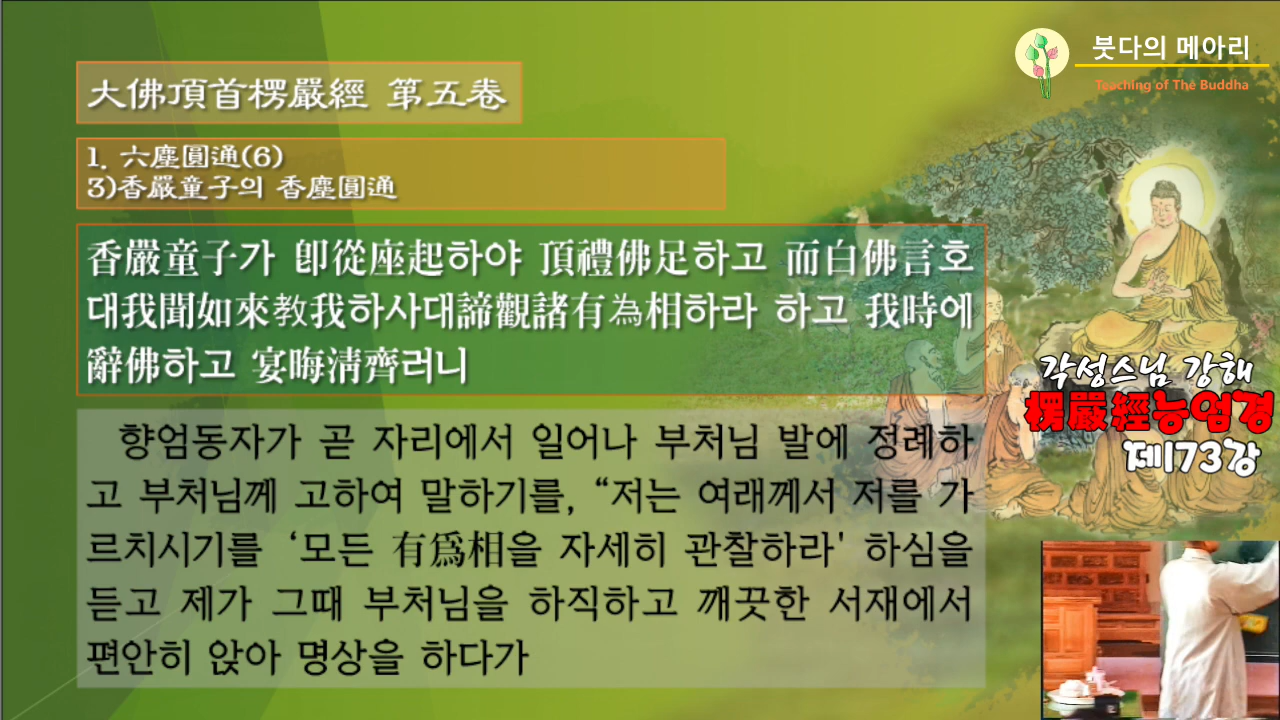 붓다의 메아리
Teaching of The Buddha
大佛頂首楞嚴經 第五卷
1. 六塵圓通(6)
3)香嚴童子의 香塵圓通
香嚴童子가 卽從座起하야 頂禮佛足하고 而白佛言호
대我聞如來敎我하사대諦觀諸有為相하라 하고 我時에
辭佛하고 宴晦淸齊러니
향엄동자가 곧 자리에서 일어나 부처님 발에 정례하
고 부처님께 고하여 말하기를, “저는 여래께서 저를 가
르치시기를 ‘모든 有爲相을 자세히 관찰하라' 하심을
듣고 제가 그때 부처님을 하직하고 깨끗한 서재에서
편안히 앉아 명상을 하다가
각성스님 강해
楞嚴經능엄경
제173강